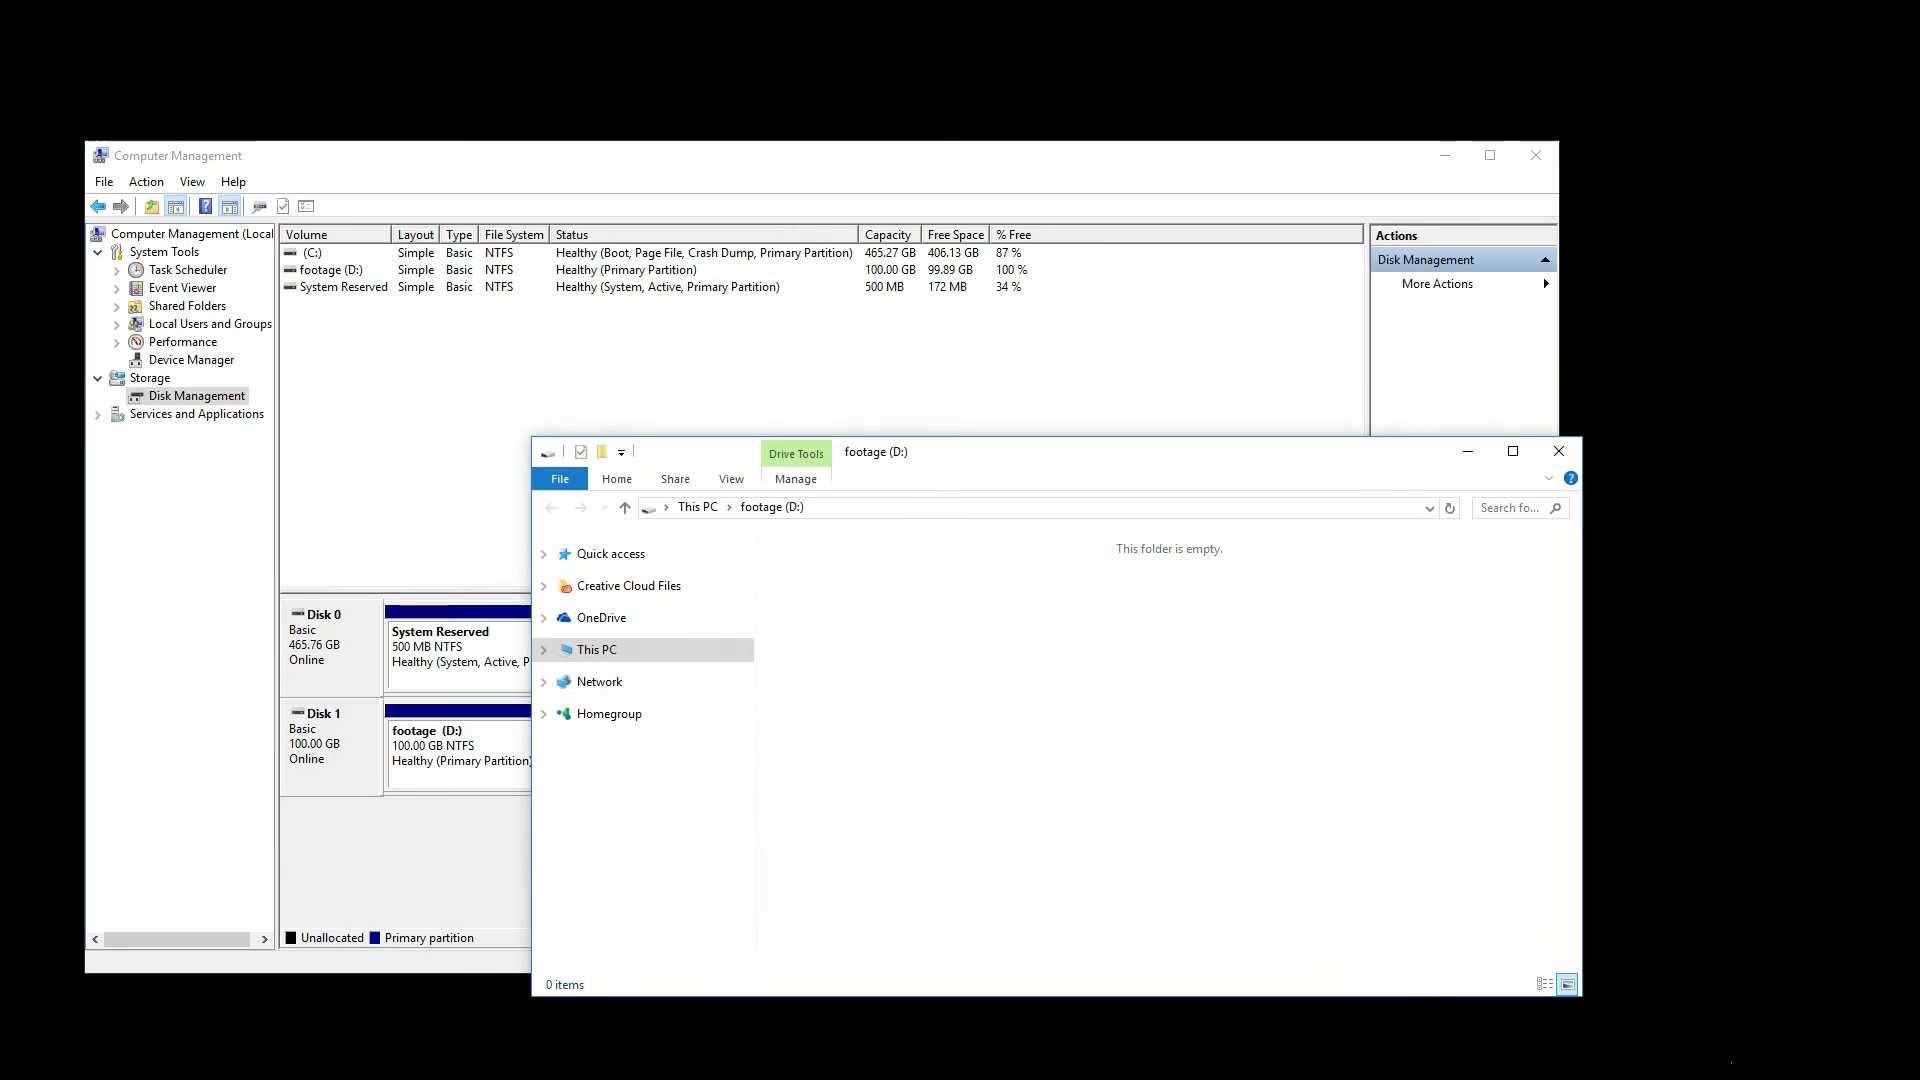 Computer Management
File Action View Help
Computer Management (Local
System Tools
Task Scheduler
Event Viewer
Shared Folders
Local Users and Groups
Performance
Device Manager
Storage
Disk Management
Services and Applications
Volume Layout Type File System Status Capacity Free Space % Free
(C:) Simple Basic NTFS Healthy (Boot, Page File, Crash Dump, Primary Partition) 465.27 GB 406.13 GB 87 %
footage (D:) Simple Basic NTFS Healthy (Primary Partition) 100.00 GB 99.89 GB 100 %
System Reserved Simple Basic NTFS Healthy (System, Active, Primary Partition) 500 MB 172 MB 34 %
Actions
Disk Management
More Actions
Disk 0
Basic
465.76 GB
Online
System Reserved
500 MB NTFS
Healthy (System, Active, P
Disk 1
Basic
100.00 GB
Online
footage (D:)
100.00 GB NTFS
Healthy (Primary Partition)
Unallocated Primary partition
Drive Tools footage (D:)
File Home Share View Manage
This PC footage (D:) Search fo...
Quick access
Creative Cloud Files
OneDrive
This PC
Network
Homegroup
This folder is empty.
0 items